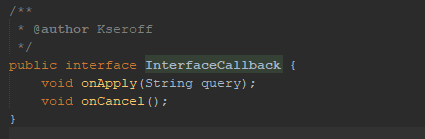 /**
 * @author Kseroff
 */
public interface InterfaceCallback {
    void onApply(String query);
    void onCancel();
}